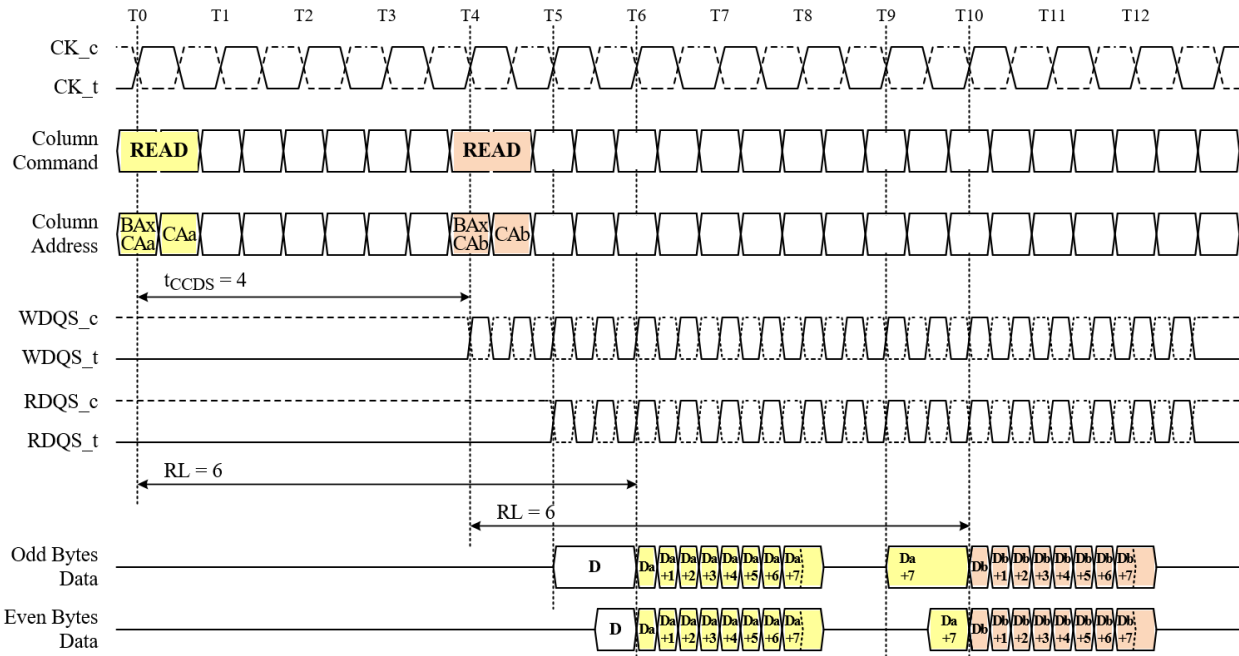 T0 T1 T2 T3 T4 T5 T6 T7 T8 T9 T10 T11 T12
CK_c
CK_t
Column
Command
READ READ
Column
Address
BAx
CAa CAa BAx
CAb CAb
tCCDS = 4
WDQS_c
WDQS_t
RDQS_c
RDQS_t
RL = 6
RL = 6
Odd Bytes
Data
D Da Da
+1 Da
+2 Da
+3 Da
+4 Da
+5 Da
+6 Da
+7 Da
+7 Db Db
+1 Db
+2 Db
+3 Db
+4 Db
+5 Db
+6 Db
+7
Even Bytes
Data
D Da Da
+1 Da
+2 Da
+3 Da
+4 Da
+5 Da
+6 Da
+7 Da
+7 Db Db
+1 Db
+2 Db
+3 Db
+4 Db
+5 Db
+6 Db
+7